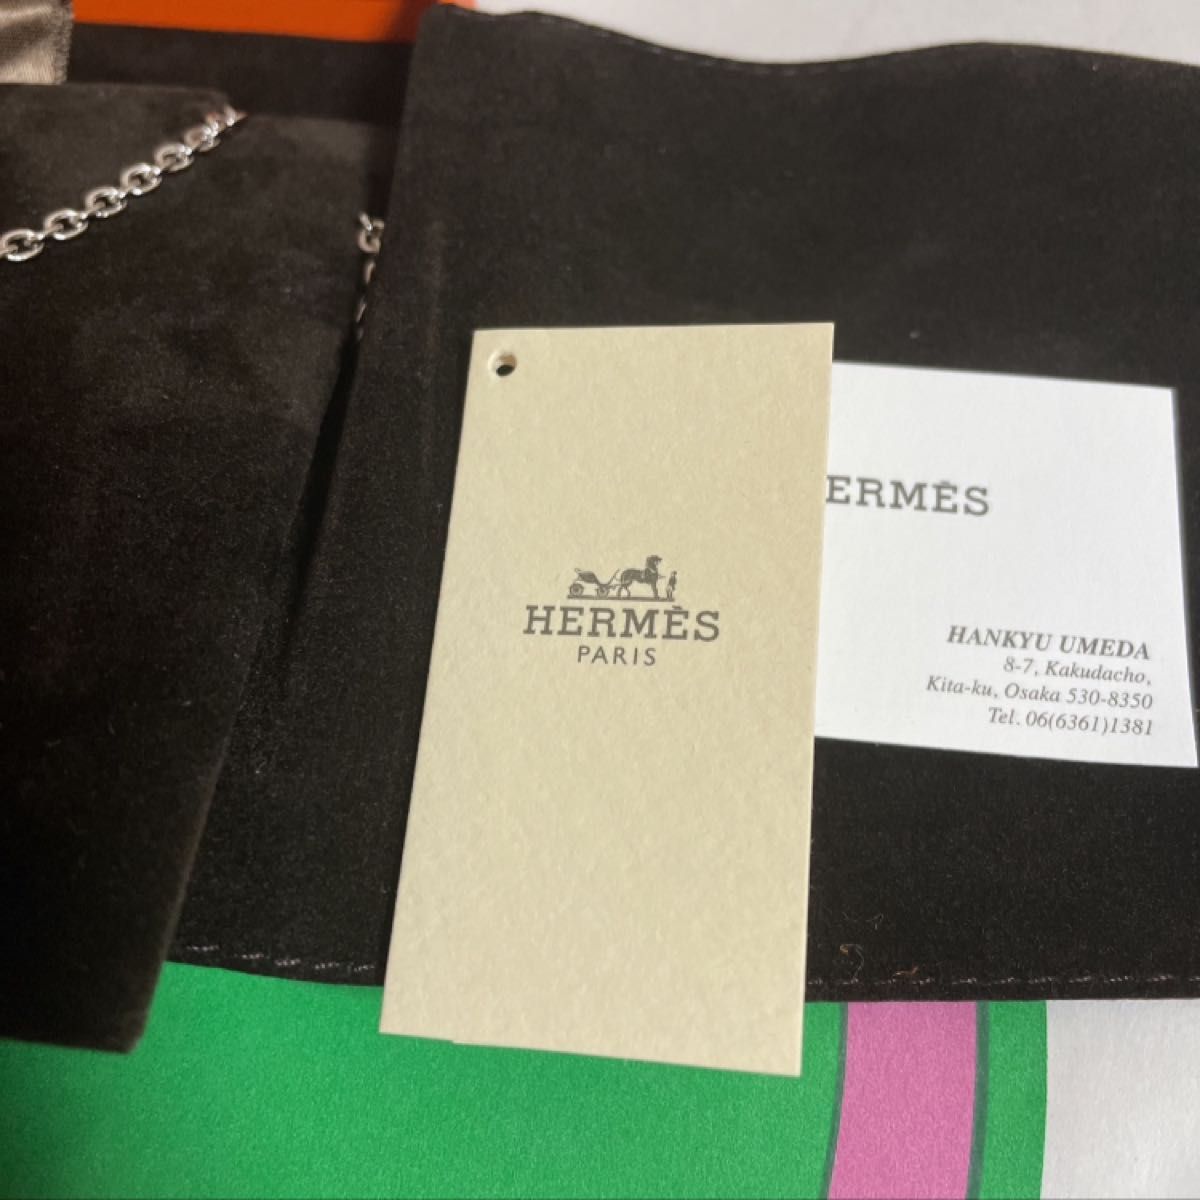 HERMÈS
PARIS
ERMÈS
HANKYU UMEDA
8-7, Kakudacho,
Kita-ku, Osaka 530-8350
Tel. 06(6361)1381